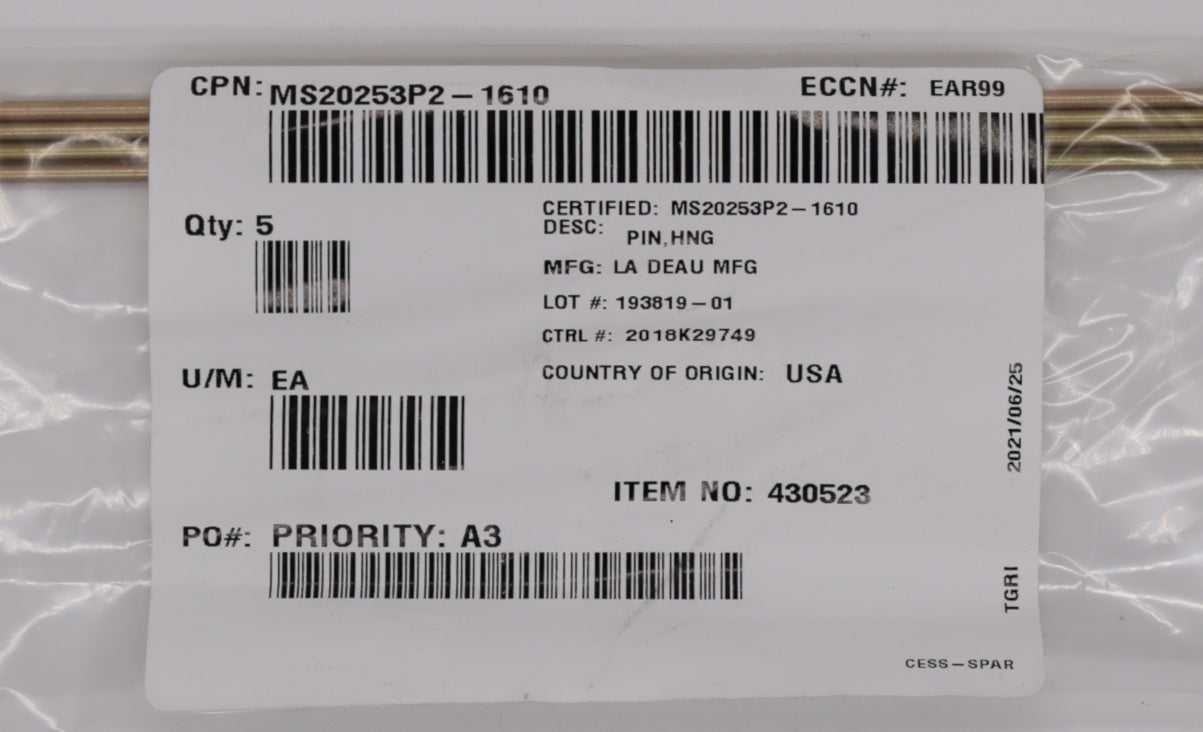 CPN: MS20253P2-1610 ECCN#: EAR99
Qty: 5
CERTIFIED: MS20253P2-1610
DESC: PIN,HNG
MFG: LA DEAU MFG
LOT #: 193819-01
CTRL #: 2018K29749
U/M: EA
COUNTRY OF ORIGIN: USA
2021/06/25
ITEM NO: 430523
PO#: PRIORITY: A3
TGRI
CESS-SPAR